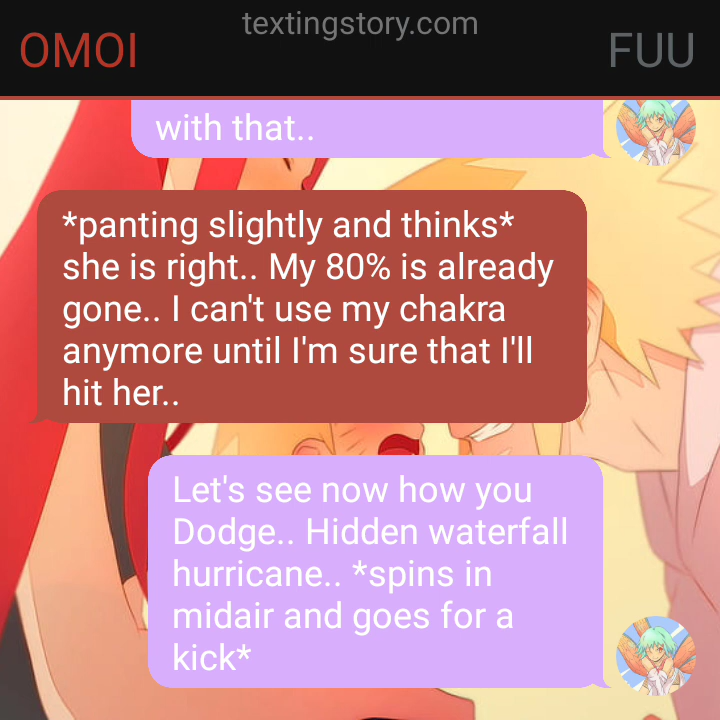 textingstory.com
OMOI
FUU
with that..
*panting slightly and thinks*
she is right.. My 80% is already
gone.. I can't use my chakra
anymore until I'm sure that I'll
hit her..
Let's see now how you
Dodge.. Hidden waterfall
hurricane.. *spins in
midair and goes for a
kick*